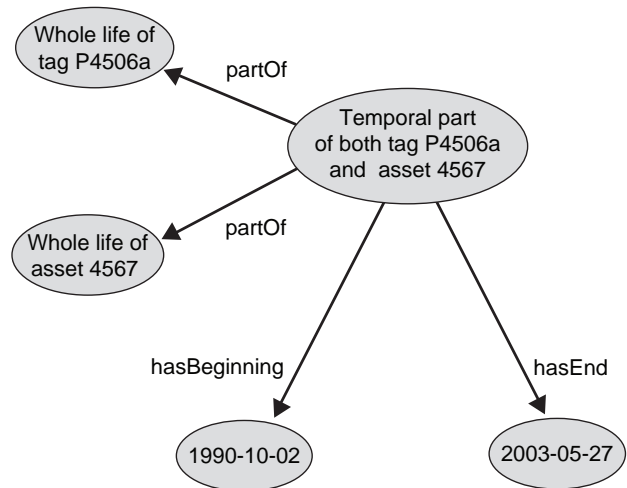 Whole life of
tag P4506a
partOf
Temporal part
of both tag P4506a
and asset 4567
partOf
Whole life of
asset 4567
hasBeginning
hasEnd
1990-10-02
2003-05-27